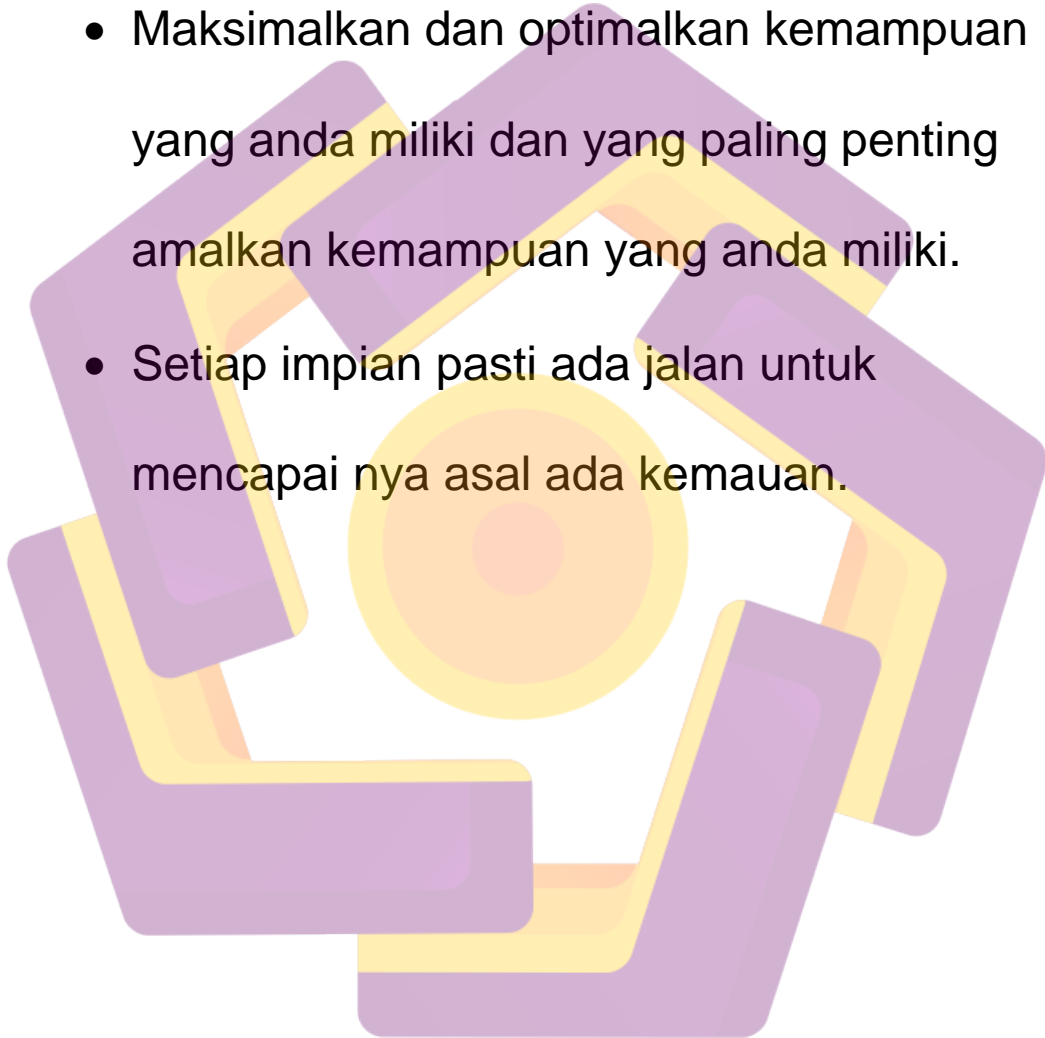 • Maksimalkan dan optimalkan kemampuan
yang anda miliki dan yang paling penting
amalkan kemampuan yang anda miliki.
• Setiap impian pasti ada jalan untuk
mencapai nya asal ada kemauan.